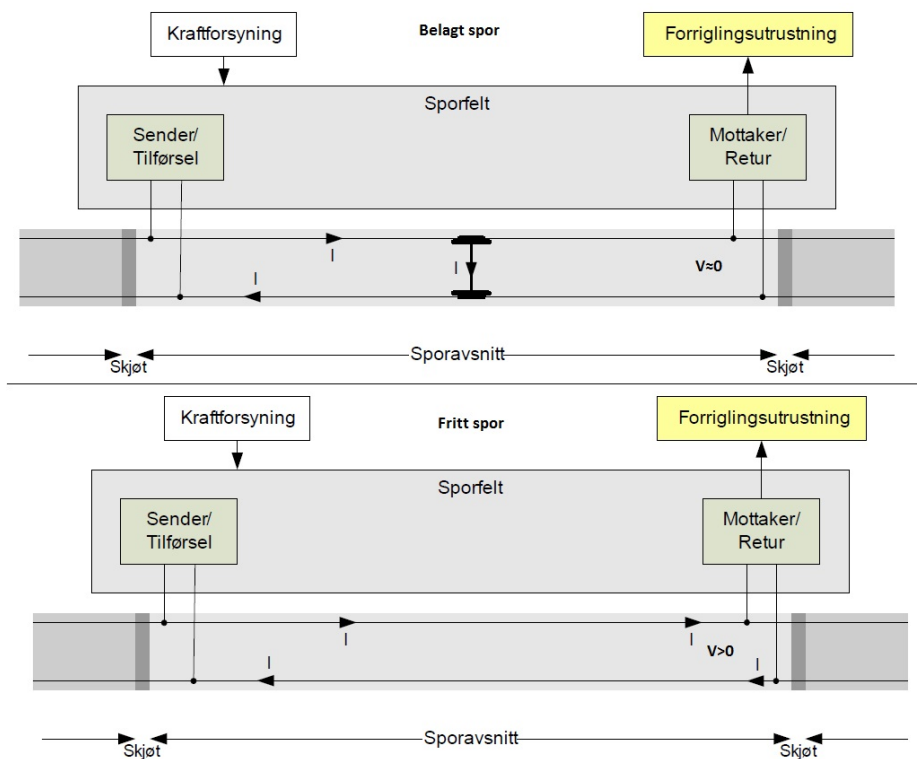 Kraftforsyning
Belagt spor
Forriglingsutrustning
Sporfelt
Sender/
Tilførsel
Mottaker/
Retur
I
I
I
V≈0
Skjøt
Sporavsnitt
Skjøt
Kraftforsyning
Fritt spor
Forriglingsutrustning
Sporfelt
Sender/
Tilførsel
Mottaker/
Retur
I
I
V>0
I
I
Skjøt
Sporavsnitt
Skjøt